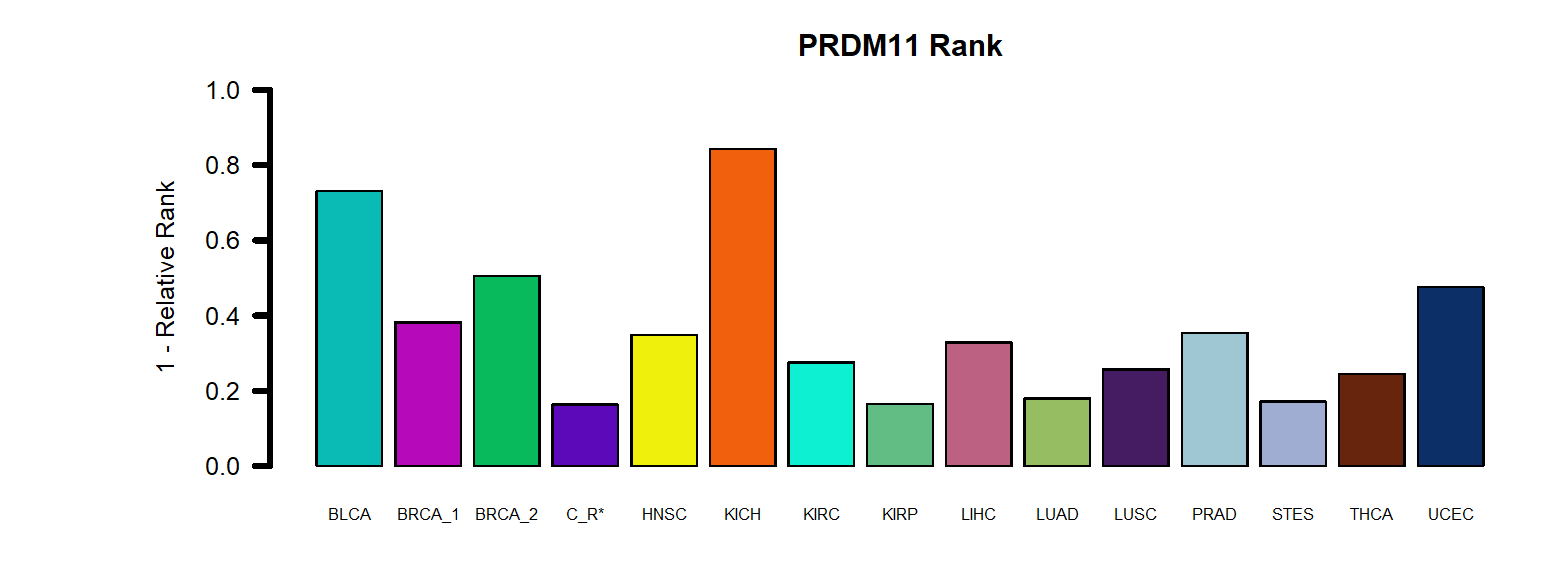 PRDM11 Rank
1 - Relative Rank
1.0
0.8
0.6
0.4
0.2
0.0
BLCA BRCA_1 BRCA_2 C_R* HNSC KICH KIRC KIRP LIHC LUAD LUSC PRAD STES THCA UCEC